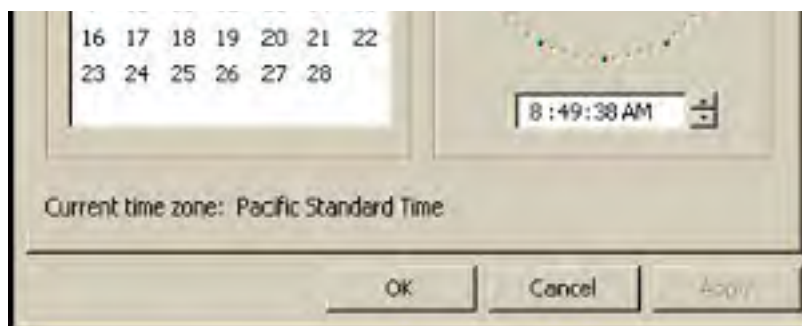 16 17 18 19 20 21 22
23 24 25 26 27 28
8:49:38 AM
Current time zone: Pacific Standard Time
OK Cancel Apply